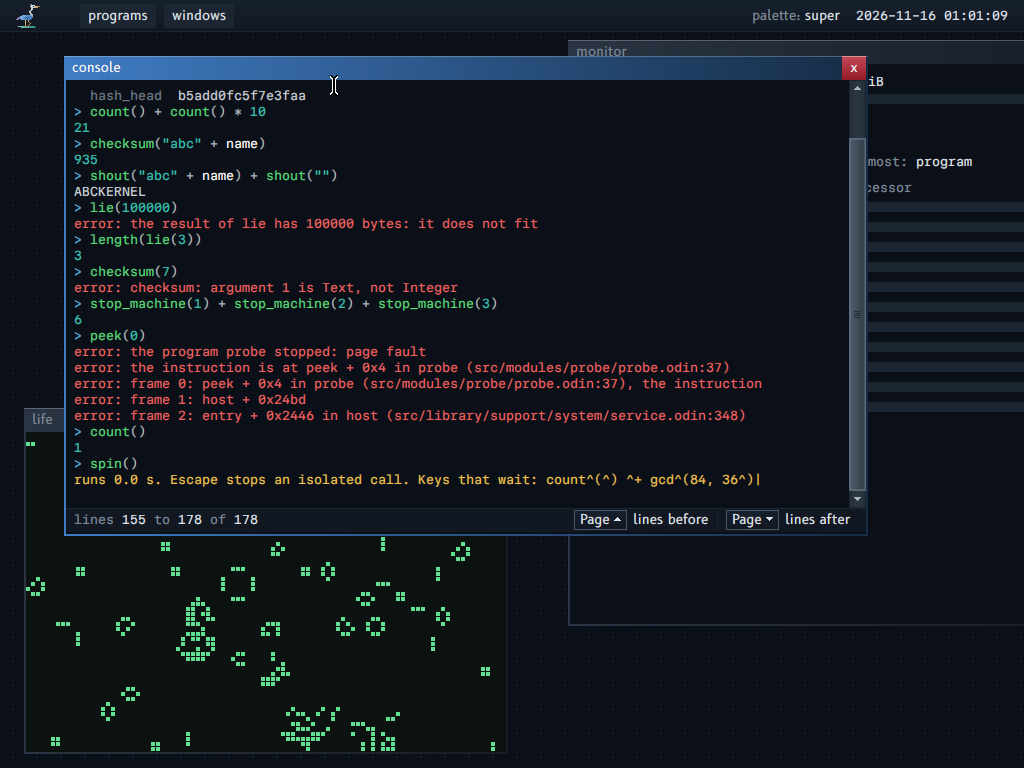 programs windows palette: super 2026-11-16 01:01:09
monitor
console x
iB
hash_head b5add0fc5f7e3faa
> count() + count() * 10
21
> checksum("abc" + name)
935
> shout("abc" + name) + shout("")
ABCKERNEL
> lie(100000)
error: the result of lie has 100000 bytes: it does not fit
> length(lie(3))
3
> checksum(7)
error: checksum: argument 1 is Text, not Integer
> stop_machine(1) + stop_machine(2) + stop_machine(3)
6
> peek(0)
error: the program probe stopped: page fault
error: the instruction is at peek + 0x4 in probe (src/modules/probe/probe.odin:37)
error: frame 0: peek + 0x4 in probe (src/modules/probe/probe.odin:37), the instruction
error: frame 1: host + 0x24bd
error: frame 2: entry + 0x2446 in host (src/library/support/system/service.odin:348)
> count()
1
> spin()
runs 0.0 s. Escape stops an isolated call. Keys that wait: count^(^) ^+ gcd^(84, 36^)|
lines 155 to 178 of 178 Page lines before Page lines after
most: program
cessor
life